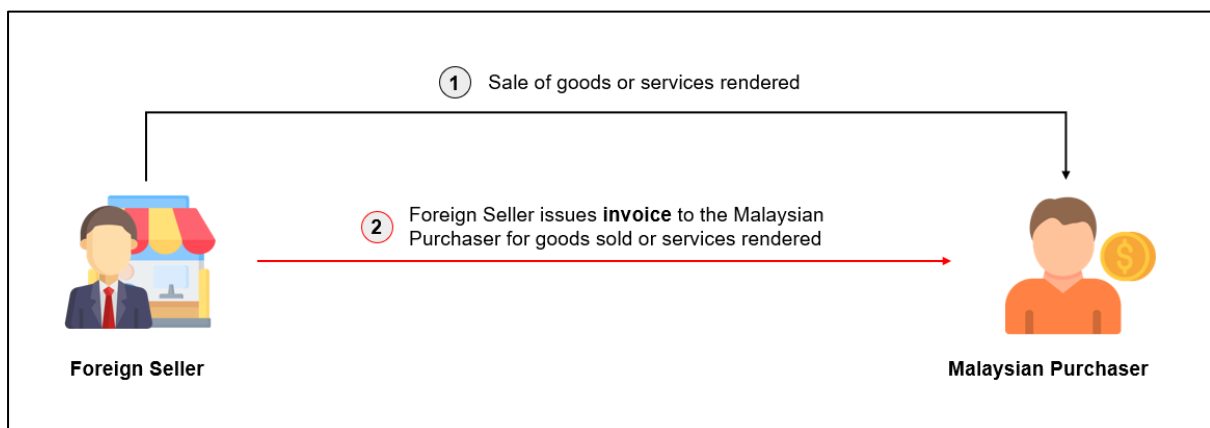 1 Sale of goods or services rendered
2 Foreign Seller issues invoice to the Malaysian
Purchaser for goods sold or services rendered
$
Foreign Seller
Malaysian Purchaser